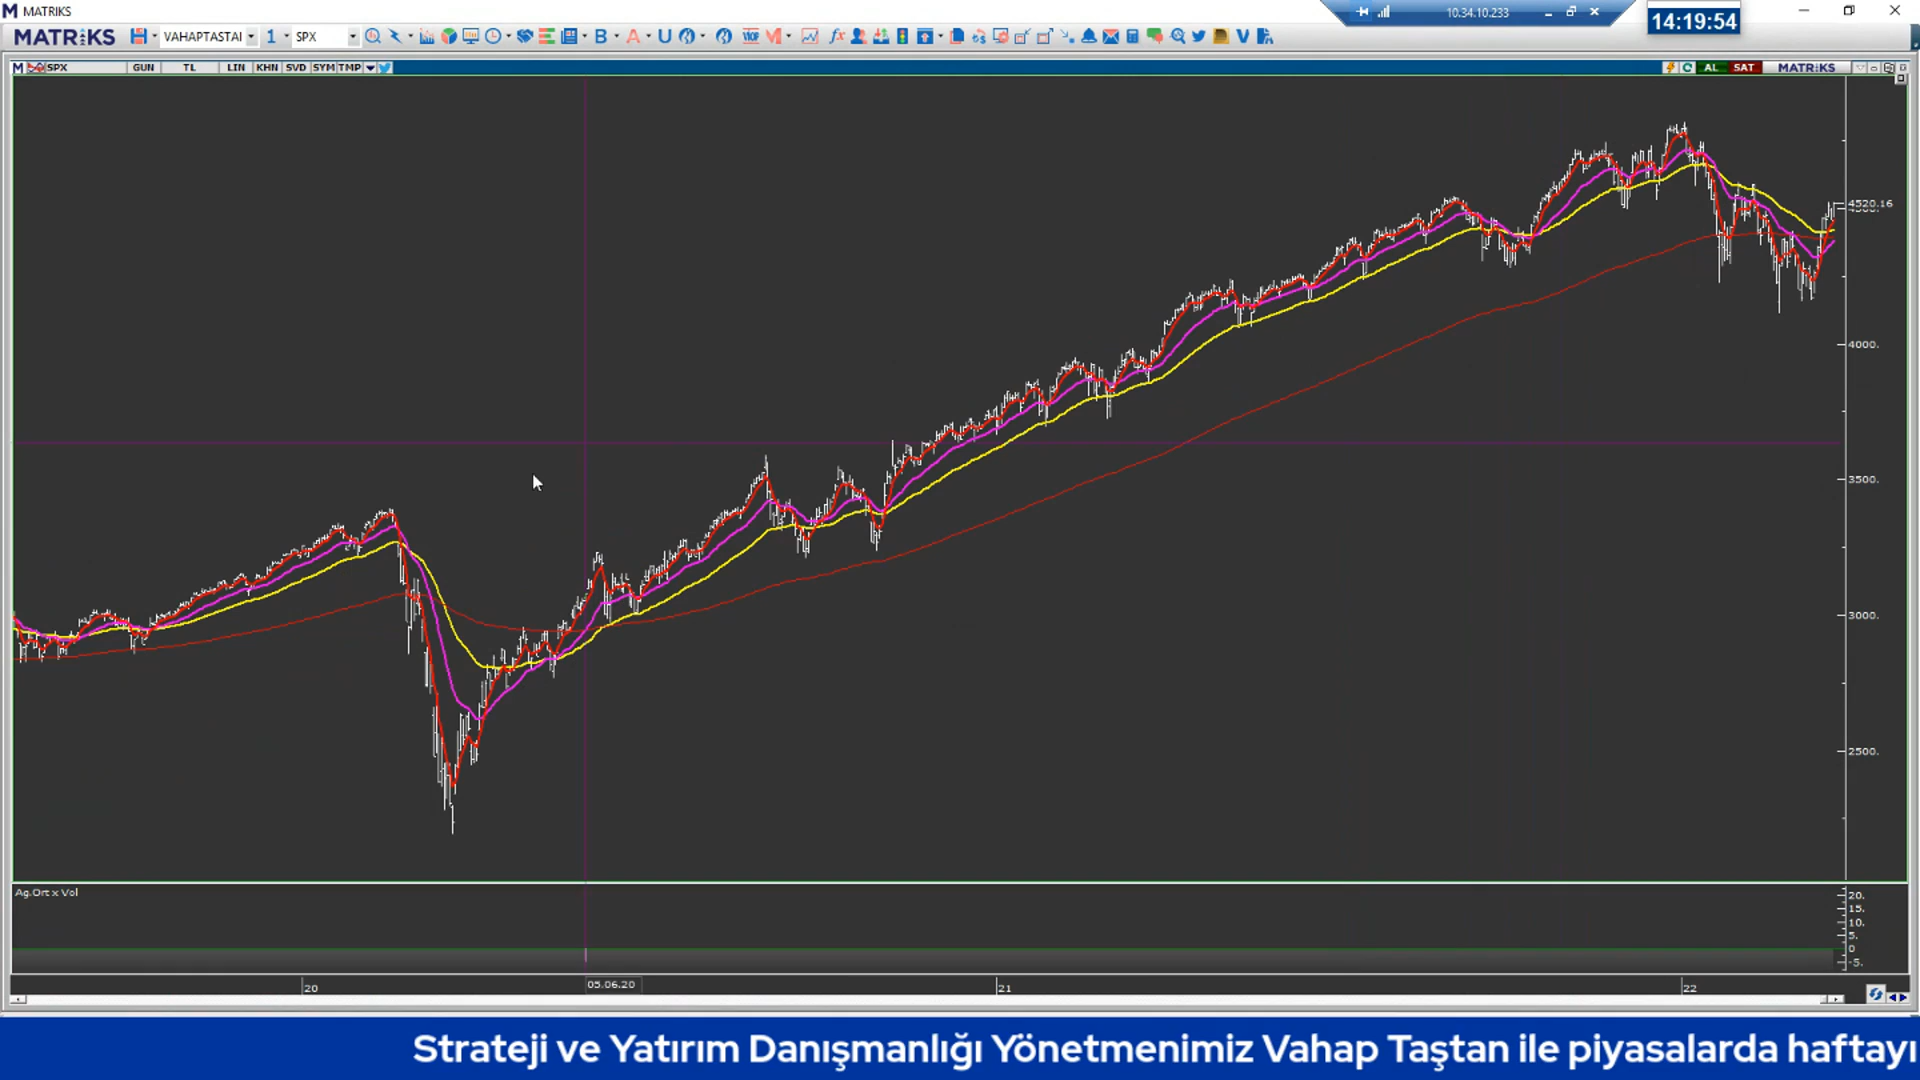 MATRIKS
10.34.10.233
14:19:54
MATRIKS VAHAPTASTAI 1 SPX B A U fx V
M SPX GUN TL LIN KHN SVD SYM TMP AL SAT MATRIKS
4520.16
4000.
3500.
3000.
2500.
Ag.Ort x Vol
20.
15.
10.
5.
0
-5.
20 05.06.20 21 22
Strateji ve Yatırım Danışmanlığı Yönetmenimiz Vahap Taştan ile piyasalarda haftayı